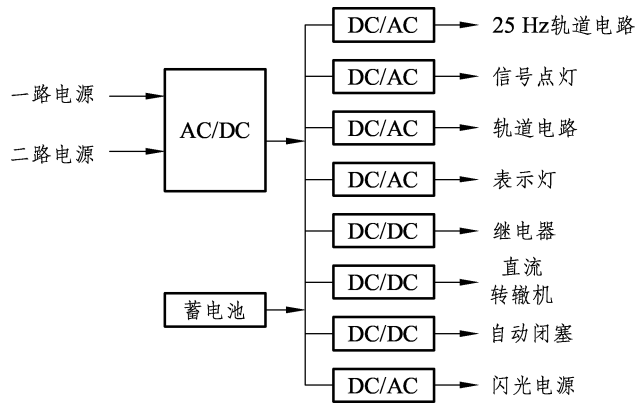 DC/AC
25 Hz轨道电路
DC/AC
信号点灯
一路电源
AC/DC
二路电源
DC/AC
轨道电路
DC/AC
表示灯
DC/DC
继电器
DC/DC
直流
转辙机
蓄电池
DC/DC
自动闭塞
DC/AC
闪光电源